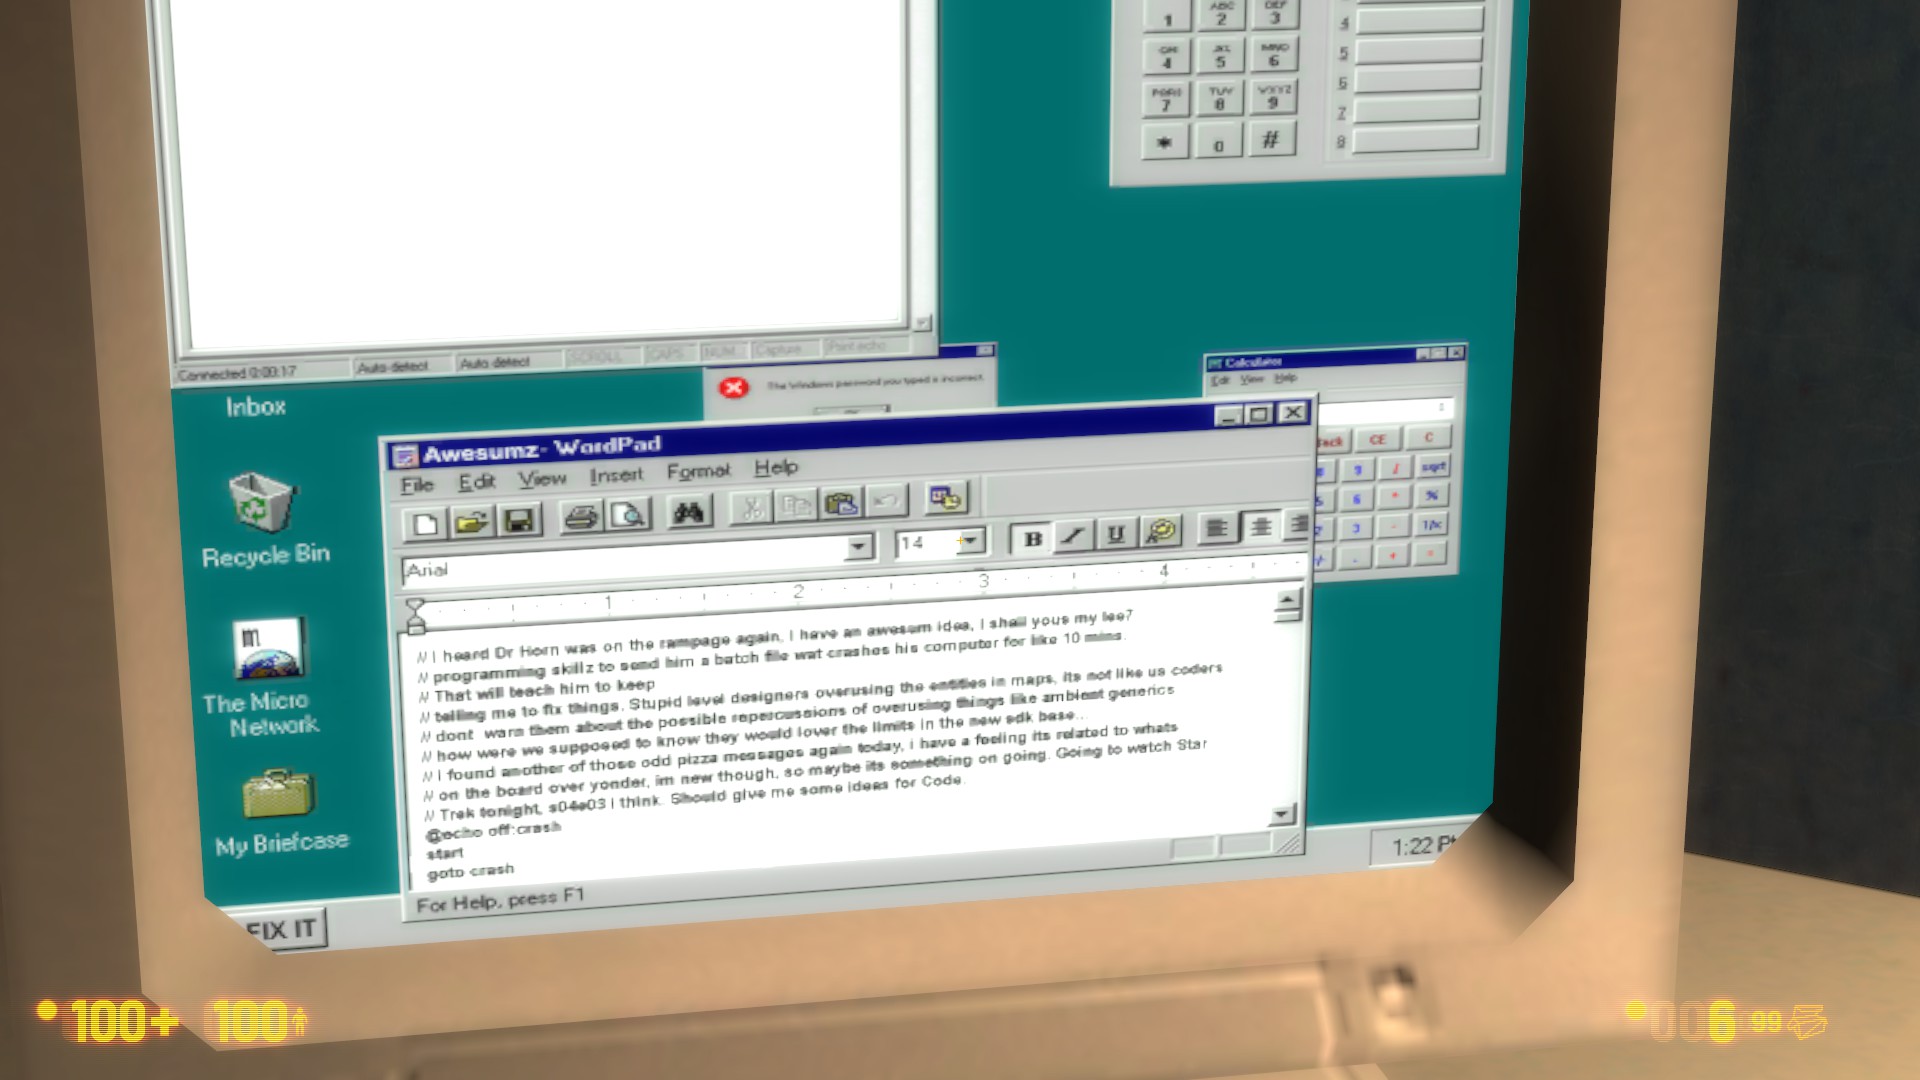 1
ABC
2
DEF
3
4
GHI
4
JKL
5
MNO
6
5
6
7
TUV
8
WXYZ
9
7
*
0
#
8
Connected 0:00:17
Auto detect
Auto detect
SCROLL
CAPS
NUM
Capture
Print echo
The Windows password you typed is incorrect.
Calculator
Edit View Help
Inbox
Back CE C
9 / sqrt
5 6 * %
3 - 1/x
. + =
Awesumz- WordPad
File Edit View Insert Format Help
Arial
14
B
U
1 2 3 4
// I heard Dr Horn was on the rampage again, I have an awesum idea, I shall yous my lee7
// programming skillz to send him a batch file wat crashes his computer for like 10 mins.
// That will teach him to keep
// telling me to fix things. Stupid level designers overusing the entities in maps, its not like us coders
// dont warn them about the possible repercussions of overusing things like ambient generics
// how were we supposed to know they would lover the limits in the new sdk base..
// I found another of those odd pizza messages again today, i have a feeling its related to whats
// on the board over yonder, im new though, so maybe its something on going. Going to watch Star
// Trek tonight, s04e03 I think. Should give me some ideas for Code.
@echo off:crash
start
goto crash
For Help, press F1
Recycle Bin
The Micro
Network
My Briefcase
FIX IT
1:22 P
100+ 100
6 99